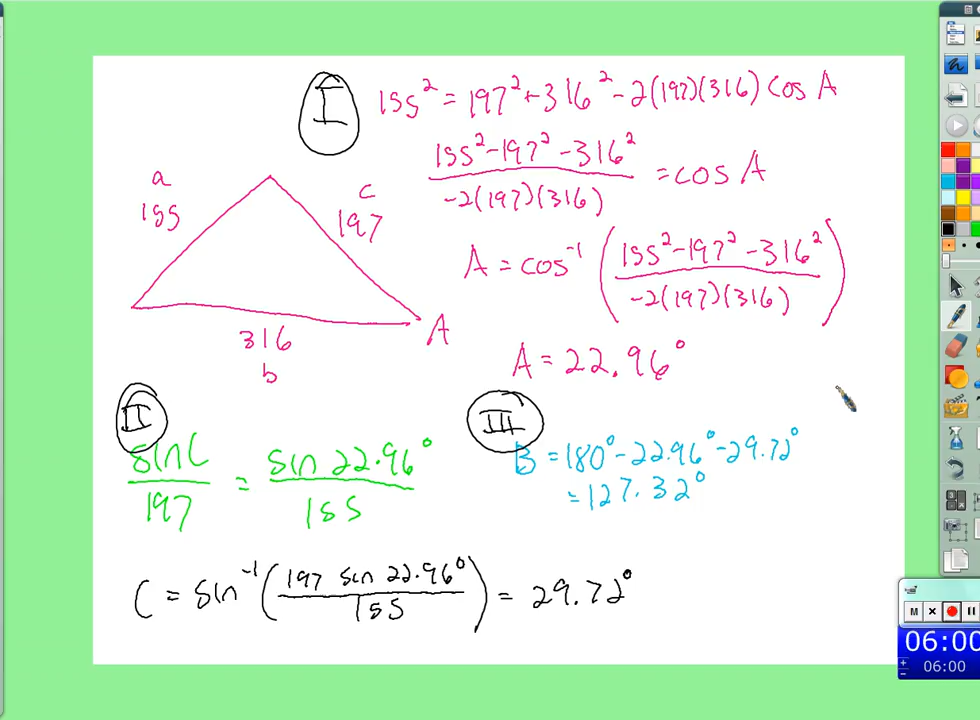 I
155² = 197² + 316² - 2(197)(316) cos A
155² - 197² - 316²
-2(197)(316)
= cos A
a
155
c
197
A = cos⁻¹ (155² - 197² - 316²
-2(197)(316))
316
b
A
A = 22.96°
II
sin C
197
=
sin 22.96°
155
III
B = 180° - 22.96° - 29.72°
= 127.32°
C = sin⁻¹ (197 sin 22.96°
155) = 29.72°
M
06:00
06:00